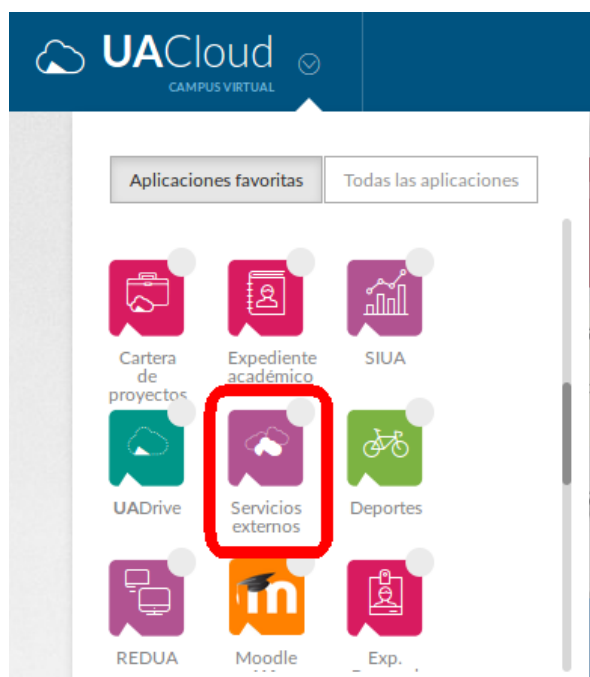 UACloud
CAMPUS VIRTUAL
Aplicaciones favoritas
Todas las aplicaciones
Cartera
de
proyectos
Expediente
académico
SIUA
UADrive
Servicios
externos
Deportes
REDUA
Moodle
Exp.